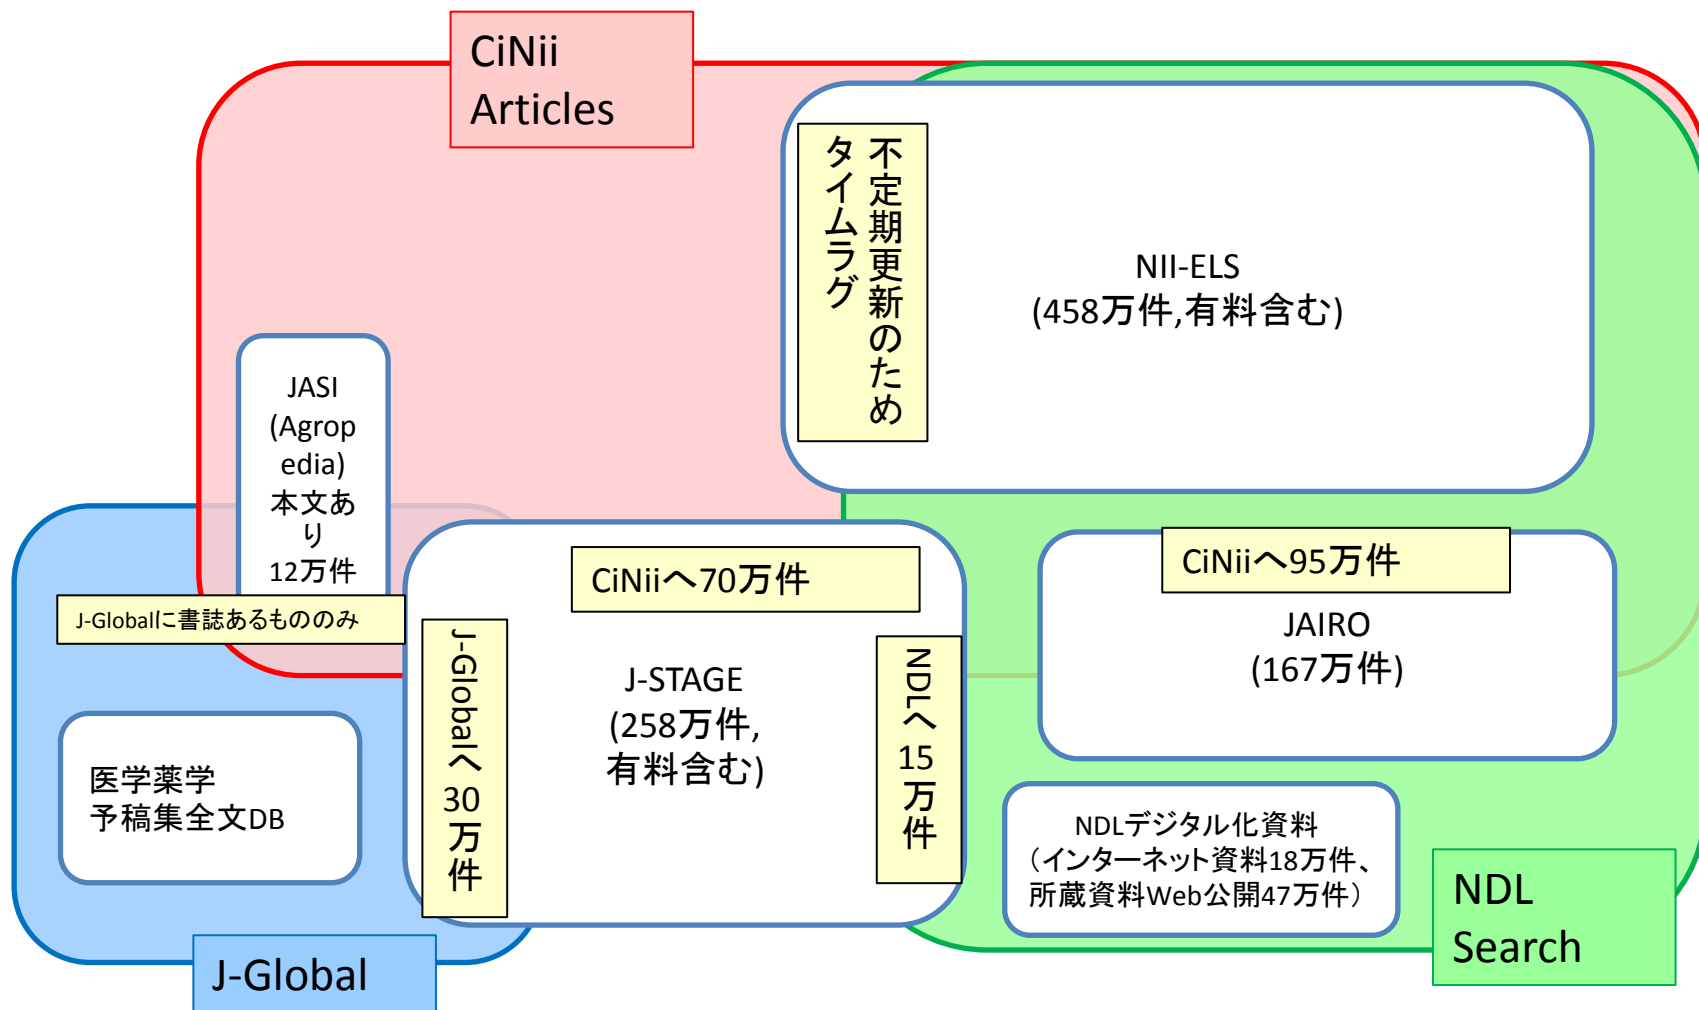 CiNii
Articles
不定期更新のため
タイムラグ
NII-ELS
(458万件,有料含む)
JASI
(Agrop
edia)
本文あ
り
12万件
J-Globalに書誌あるもののみ
CiNiiへ70万件
J-Globalへ30万件
J-STAGE
(258万件,
有料含む)
NDLへ15万件
CiNiiへ95万件
JAIRO
(167万件)
医学薬学
予稿集全文DB
NDLデジタル化資料
(インターネット資料18万件、
所蔵資料Web公開47万件)
J-Global
NDL
Search